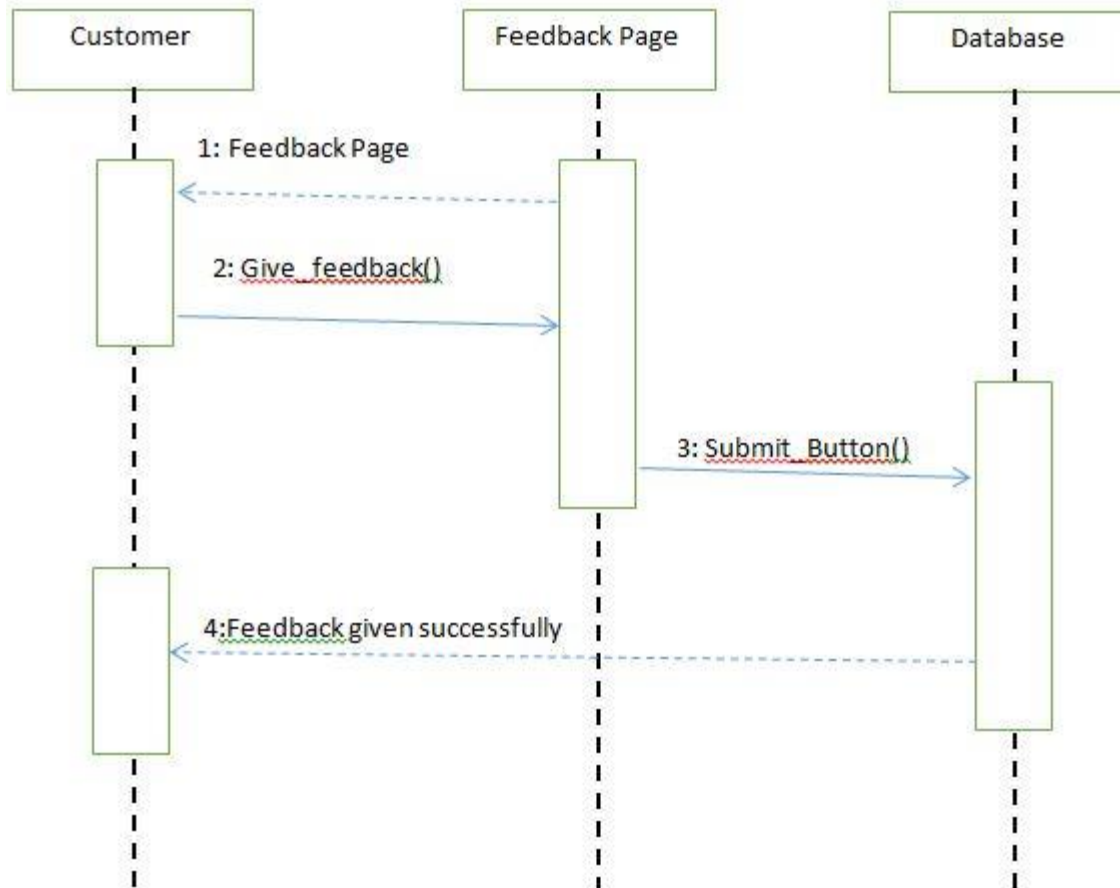 Customer
Feedback Page
Database
1: Feedback Page
2: Give_feedback()
3: Submit_Button()
4:Feedback given successfully